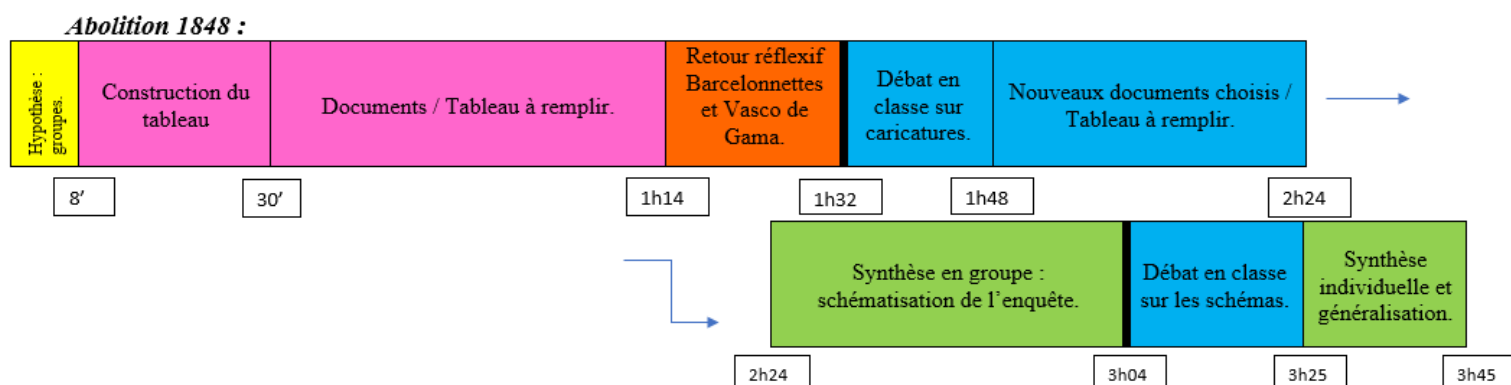 Abolition 1848 :
Hypothèse :
groupes.
Construction du
tableau
Documents / Tableau à remplir.
Retour réflexif
Barcelonnettes
et Vasco de
Gama.
Débat en
classe sur
caricatures.
Nouveaux documents choisis /
Tableau à remplir.
8’
30’
1h14
1h32
1h48
2h24
Synthèse en groupe :
schématisation de l’enquête.
Débat en classe
sur les schémas.
Synthèse
individuelle et
généralisation.
2h24
3h04
3h25
3h45